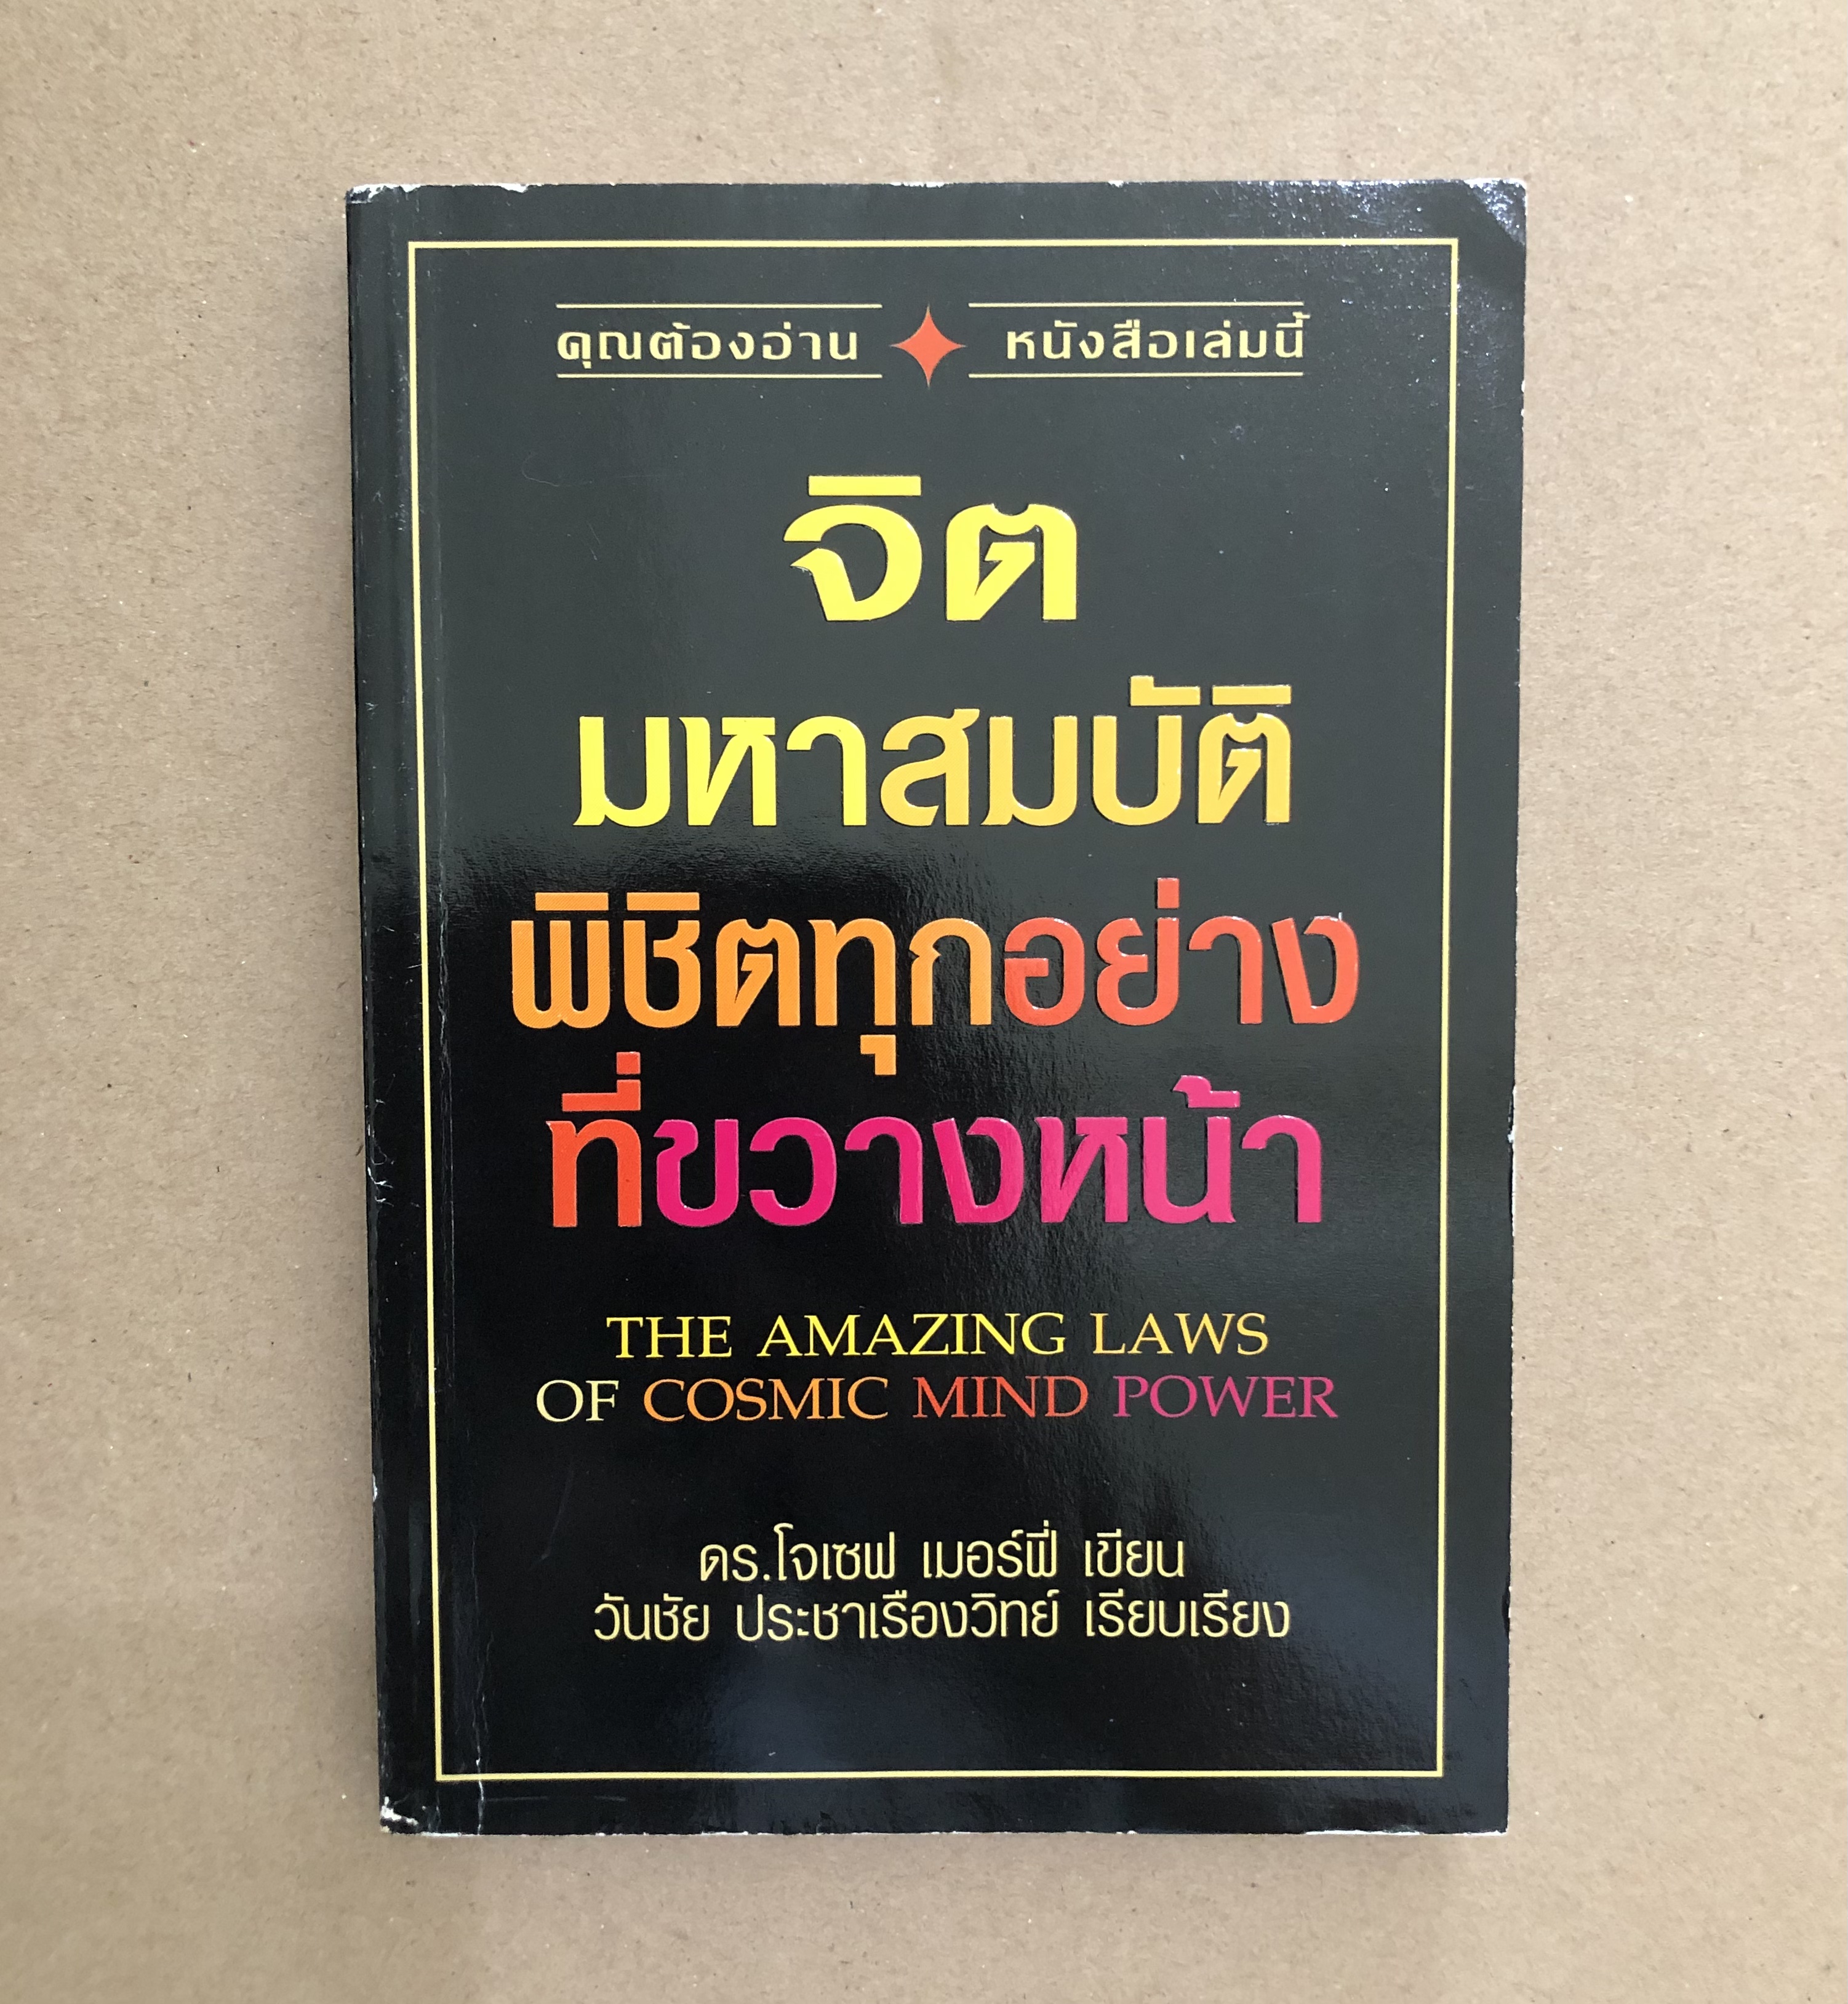 คุณต้องอ่าน หนังสือเล่มนี้
จิต
มหาสมบัติ
พิชิตทุกอย่าง
ที่ขวางหน้า
THE AMAZING LAWS
OF COSMIC MIND POWER
ดร.โจเซฟ เมอร์ฟี่ เขียน
วันชัย ประชาเรืองวิทย์ เรียบเรียง